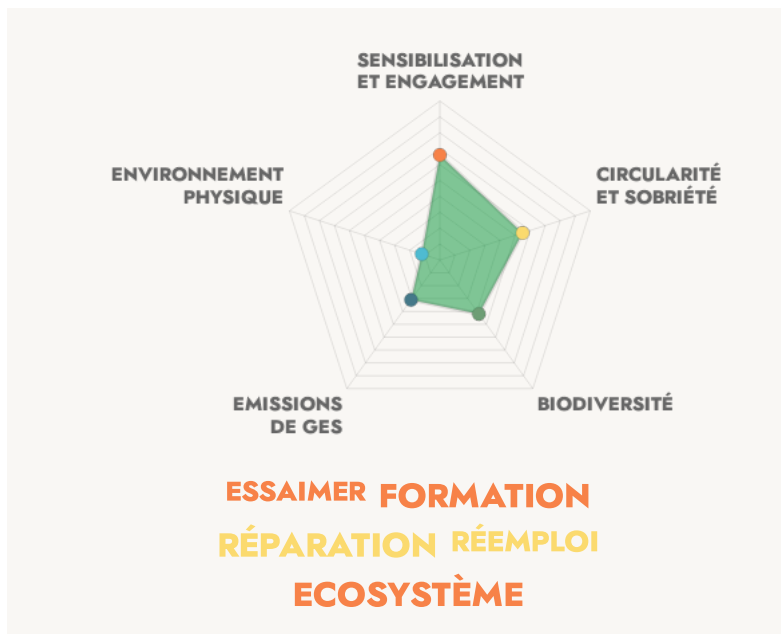 SENSIBILISATION
ET ENGAGEMENT
ENVIRONNEMENT
PHYSIQUE
CIRCULARITÉ
ET SOBRIÉTÉ
EMISSIONS
DE GES
BIODIVERSITÉ
ESSAIMER FORMATION
RÉPARATION RÉEMPLOI
ECOSYSTÈME